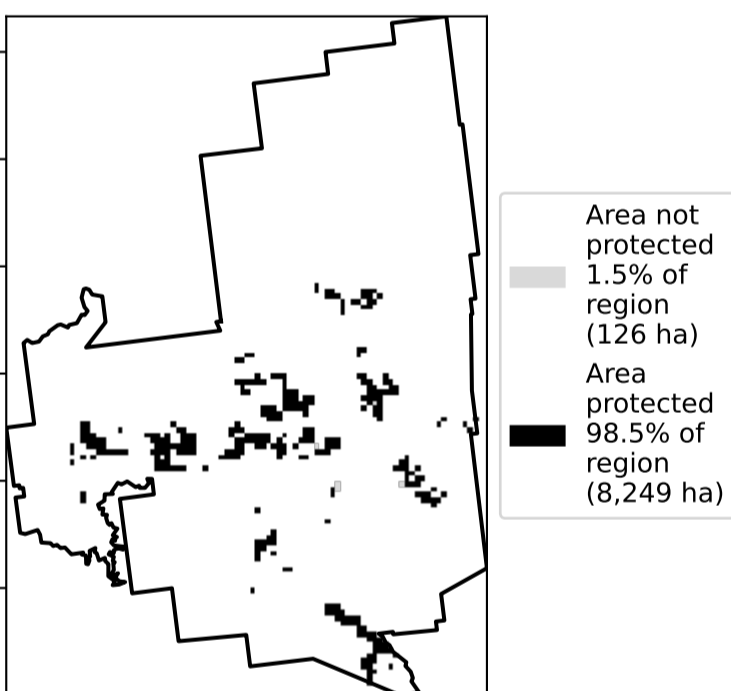 Area not
protected
1.5% of
region
(126 ha)
Area
protected
98.5% of
region
(8,249 ha)